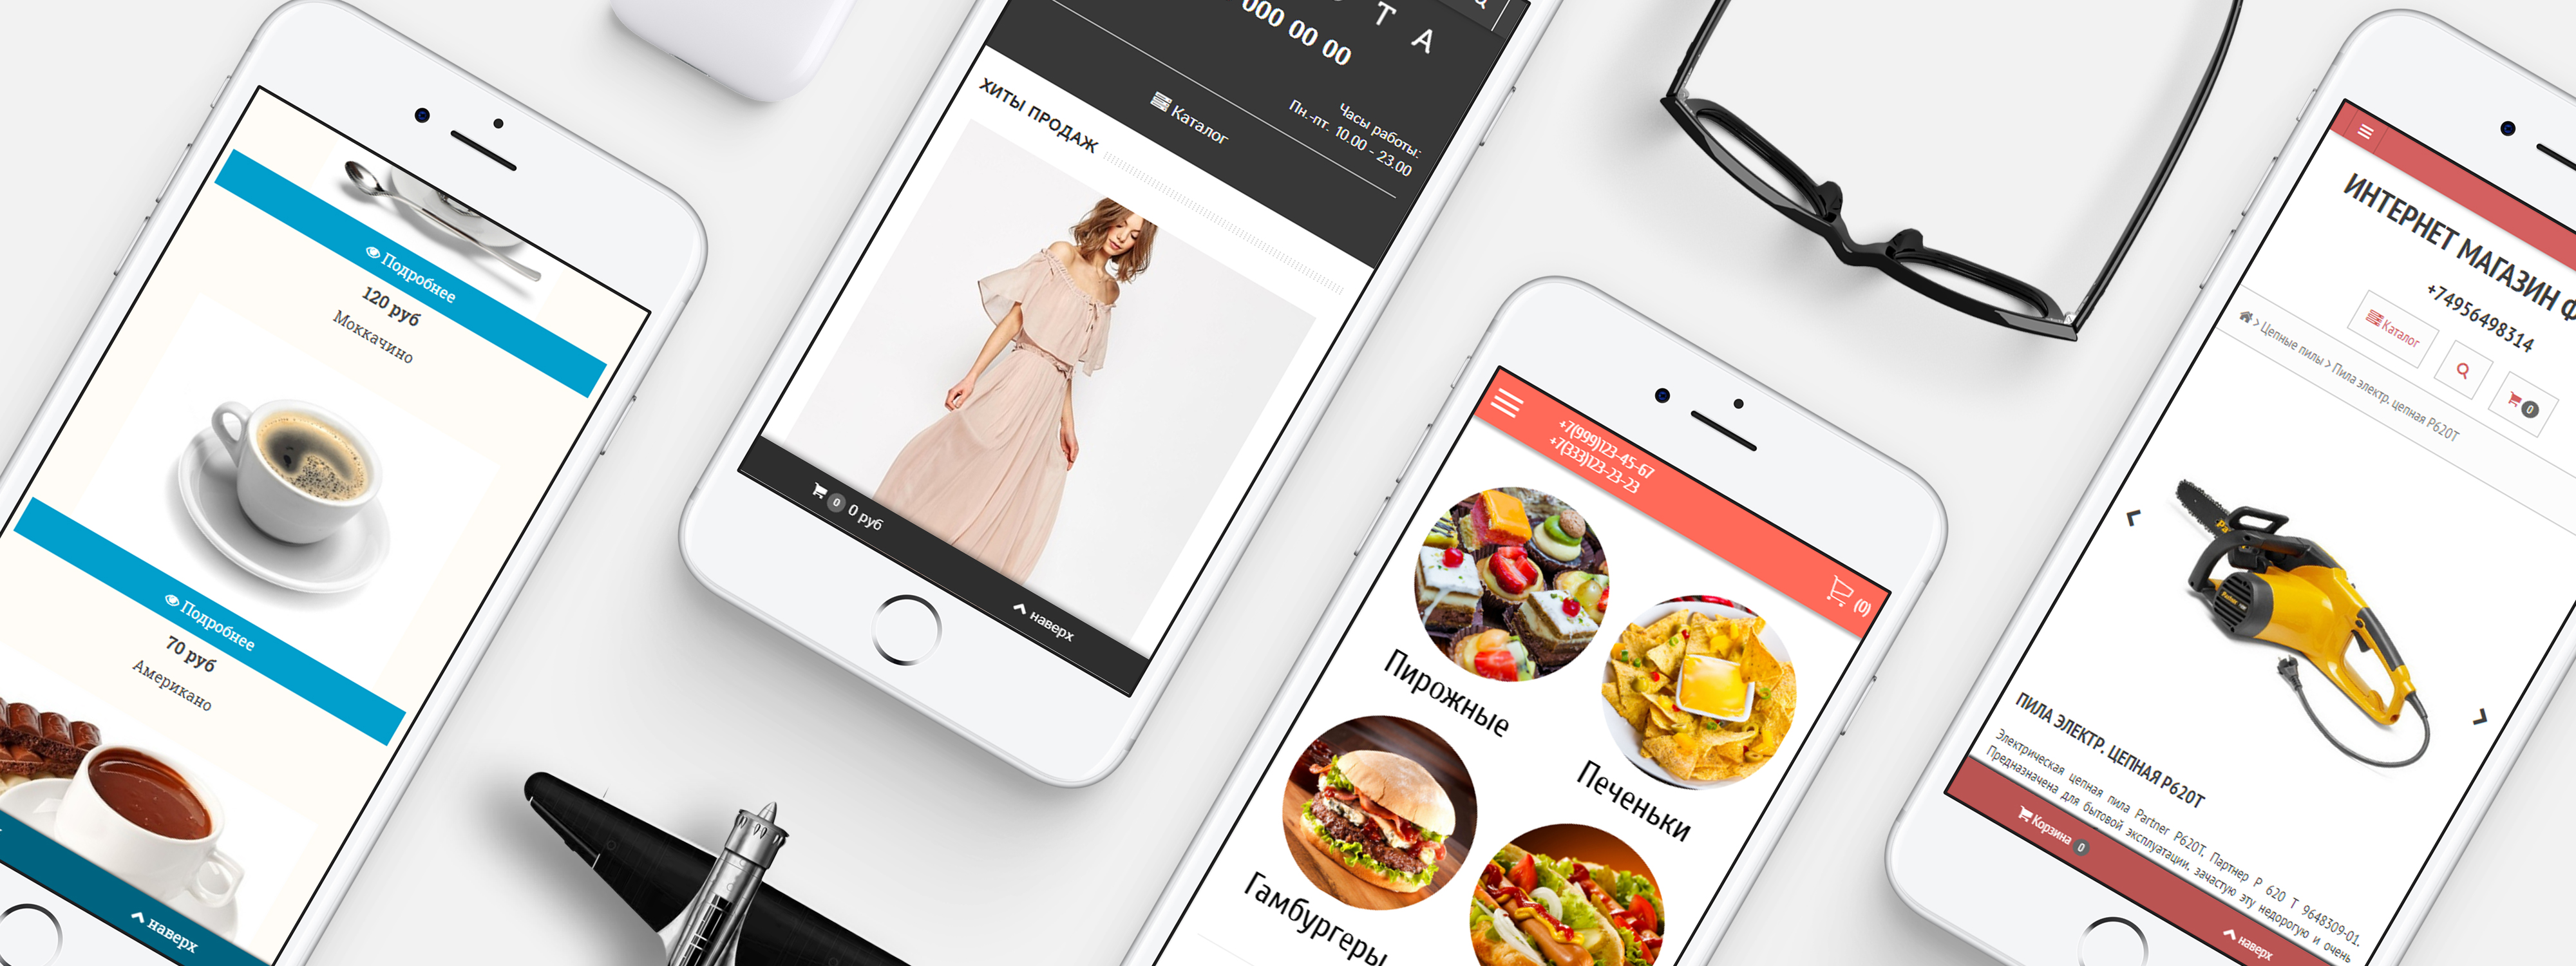 Подробнее
120 руб
Моккачино
Подробнее
70 руб
Американо
наверх
Т А
000 00 00
Часы работы:
Пн.-пт. 10.00 - 23.00
Каталог
ХИТЫ ПРОДАЖ
0 0 руб
наверх
+7(999)123-45-67
+7(333)123-23-23
(0)
Пирожные
Печеньки
Гамбургеры
ИНТЕРНЕТ МАГАЗИН
+74956498314
Каталог
0
> Цепные пилы > Пила электр. цепная P620T
ПИЛА ЭЛЕКТР. ЦЕПНАЯ P620T
Электрическая цепная пила Partner P620T, Партнер P 620 T 9648309-01.
Предназначена для бытовой эксплуатации, зачастую эту недорогую и очень
Корзина 0
наверх